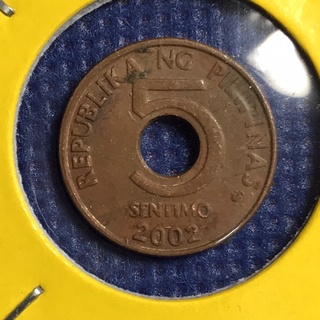 REPUBLIKA NG PILIPINAS
5
SENTIMO
2002